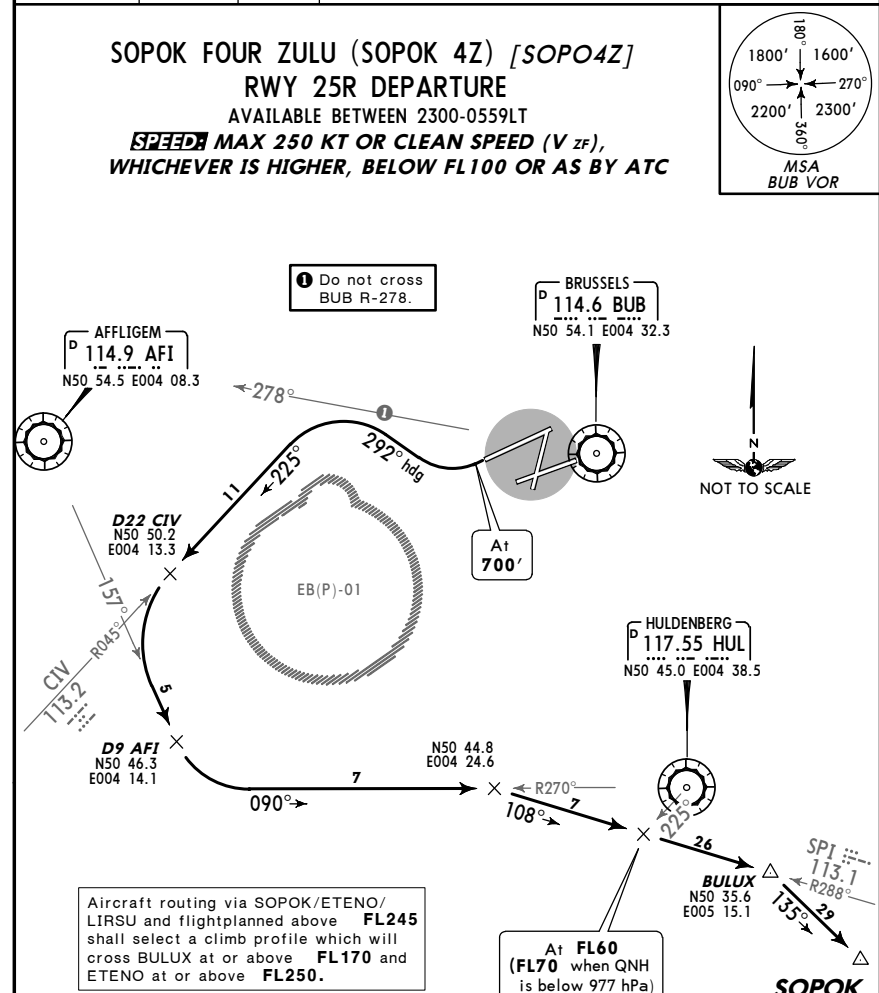 SOPOK FOUR ZULU (SOPOK 4Z) [SOPO4Z]
RWY 25R DEPARTURE
AVAILABLE BETWEEN 2300-0559LT
SPEED: MAX 250 KT OR CLEAN SPEED (V ZF),
WHICHEVER IS HIGHER, BELOW FL100 OR AS BY ATC
180°
1800' 1600'
090° 270°
2200' 2300'
360°
MSA
BUB VOR
1 Do not cross
BUB R-278.
BRUSSELS
D 114.6 BUB
N50 54.1 E004 32.3
AFFLIGEM
D 114.9 AFI
N50 54.5 E004 08.3
278°
1
292° hdg
225°
11
N
NOT TO SCALE
At
700'
D22 CIV
N50 50.2
E004 13.3
EB(P)-01
157°
R045°
CIV
113.2
5
HULDENBERG
D 117.55 HUL
N50 45.0 E004 38.5
D9 AFI
N50 46.3
E004 14.1
090°
7
N50 44.8
E004 24.6
R270°
108°
7
225°
26
BULUX
N50 35.6
E005 15.1
SPI
113.1
R288°
135°
29
SOPOK
Aircraft routing via SOPOK/ETENO/
LIRSU and flightplanned above FL245
shall select a climb profile which will
cross BULUX at or above FL170 and
ETENO at or above FL250.
At FL60
(FL70 when QNH
is below 977 hPa)